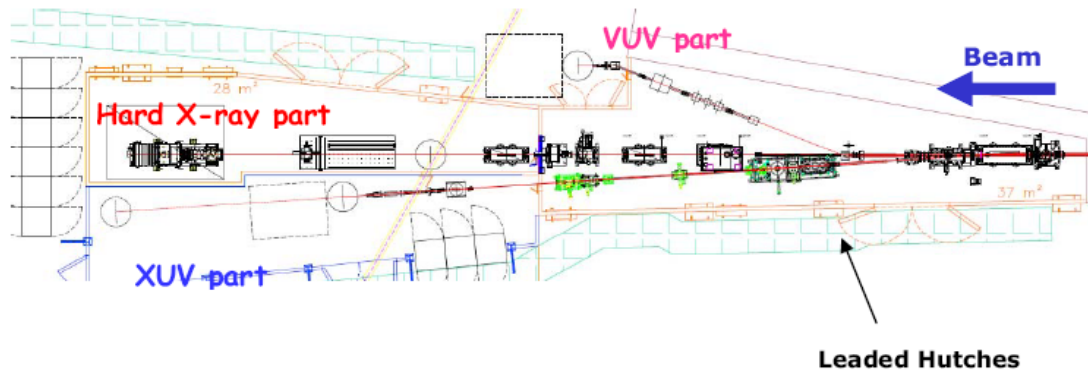 VUV part
Beam
28 m²
Hard X-ray part
37 m²
XUV part
Leaded Hutches